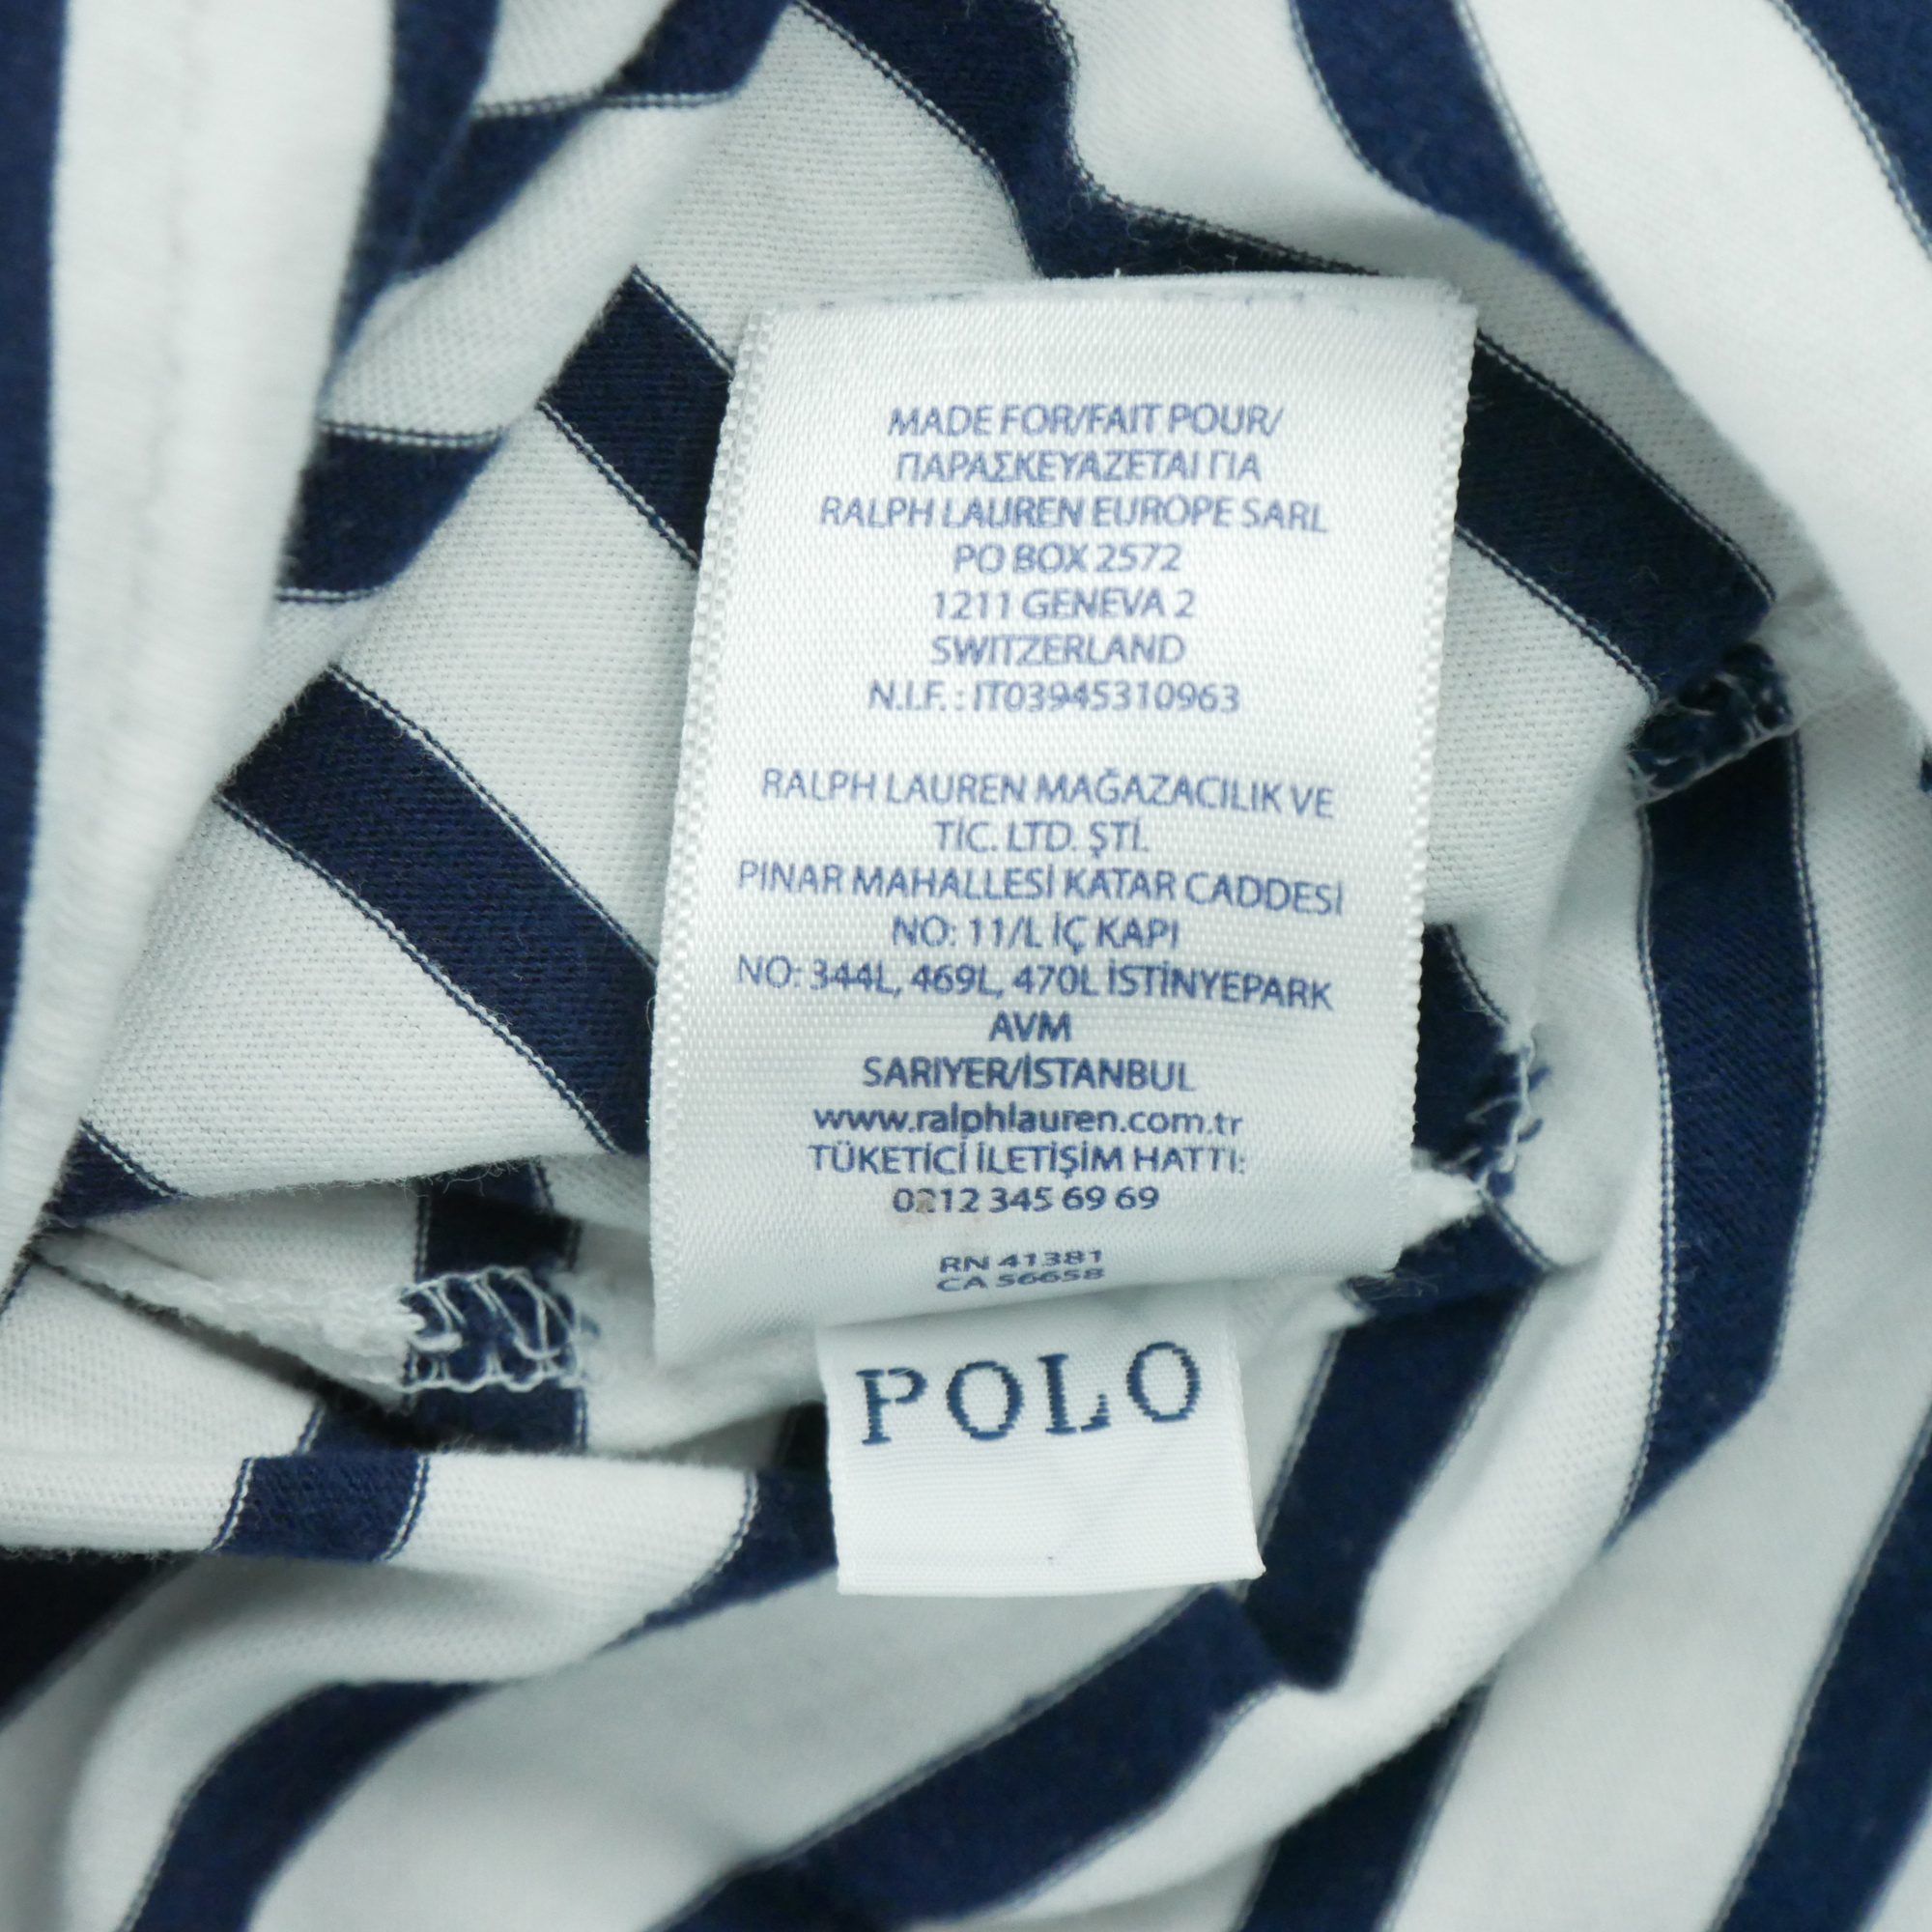 MADE FOR/FAIT POUR/
ΠΑΡΑΣΚΕΥΑΖΕΤΑΙ ΓΙΑ
RALPH LAUREN EUROPE SARL
PO BOX 2572
1211 GENEVA 2
SWITZERLAND
N.I.F. : IT03945310963
RALPH LAUREN MAĞAZACILIK VE
TİC. LTD. ŞTİ.
PINAR MAHALLESİ KATAR CADDESİ
NO: 11/L İÇ KAPI
NO: 344L, 469L, 470L İSTİNYEPARK
AVM
SARIYER/İSTANBUL
www.ralphlauren.com.tr
TÜKETİCİ İLETİŞİM HATTI:
0212 345 69 69
RN 41381
CA 56658
POLO